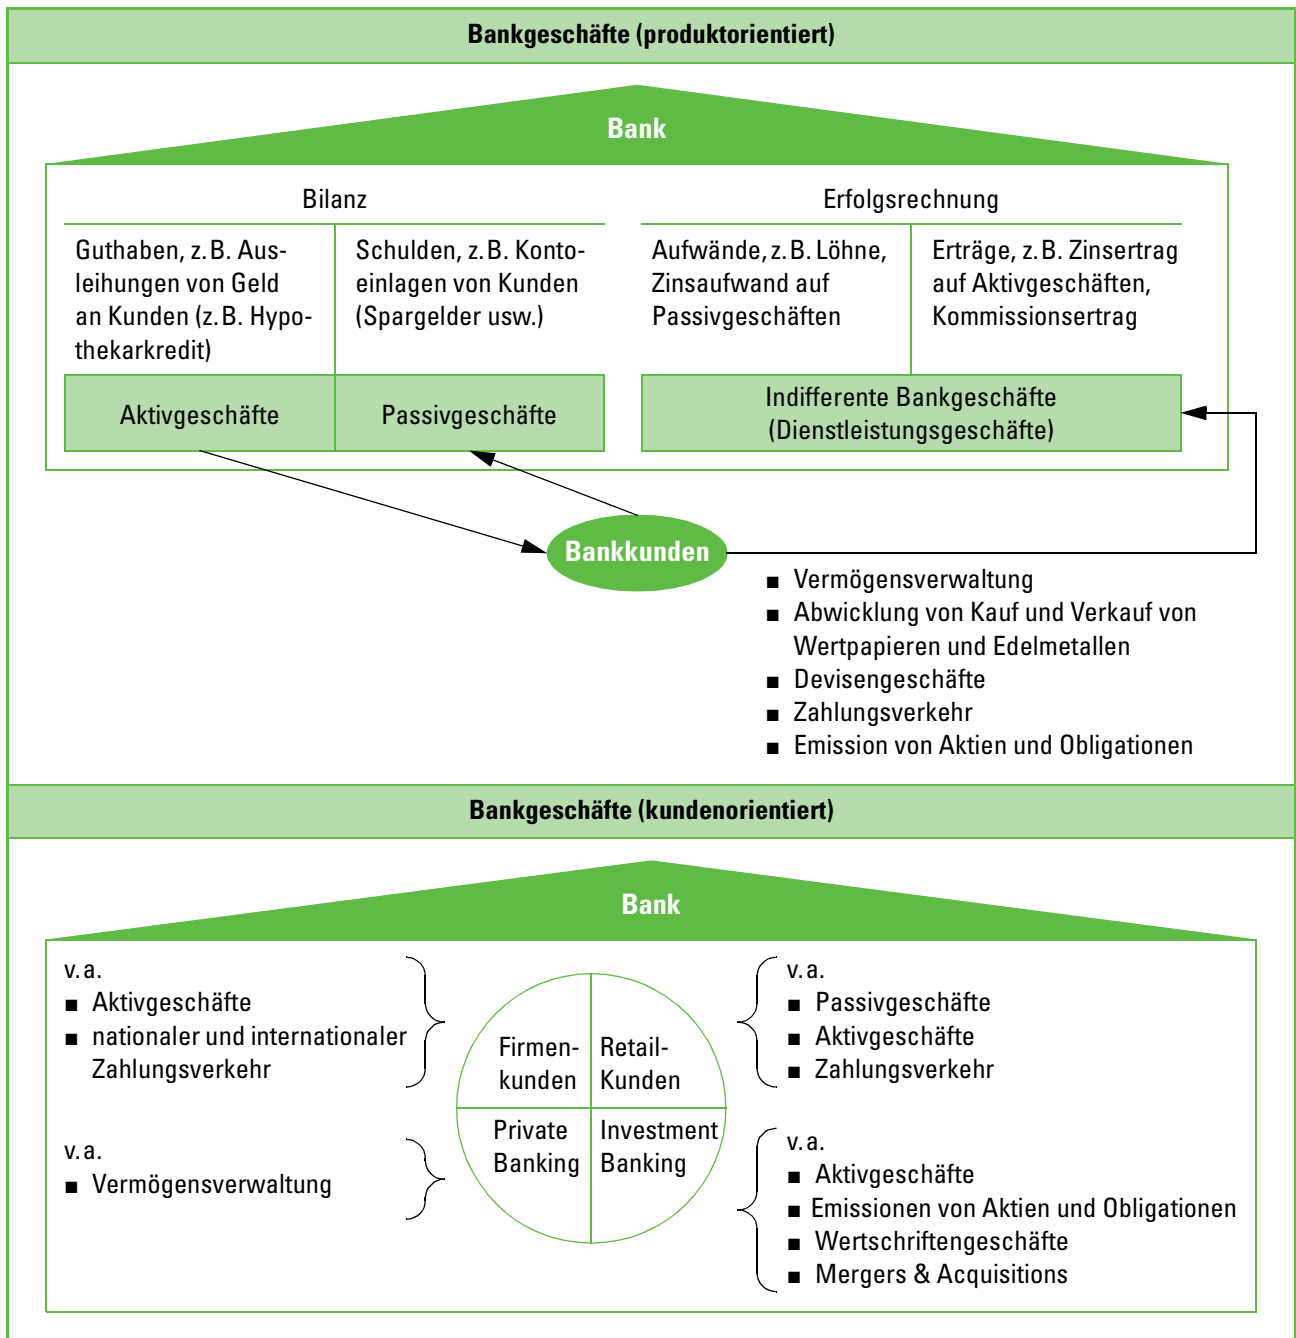 Bankgeschäfte (produktorientiert)
Bank
Bilanz
Guthaben, z.B. Aus-
leihungen von Geld
an Kunden (z.B. Hypo-
thekarkredit)
Schulden, z.B. Konto-
einlagen von Kunden
(Spargelder usw.)
Aktivgeschäfte
Passivgeschäfte
Erfolgsrechnung
Aufwände, z.B. Löhne,
Zinsaufwand auf
Passivgeschäften
Erträge, z.B. Zinsertrag
auf Aktivgeschäften,
Kommissionsertrag
Indifferente Bankgeschäfte
(Dienstleistungsgeschäfte)
Bankkunden
■ Vermögensverwaltung
■ Abwicklung von Kauf und Verkauf von
Wertpapieren und Edelmetallen
■ Devisengeschäfte
■ Zahlungsverkehr
■ Emission von Aktien und Obligationen
Bankgeschäfte (kundenorientiert)
Bank
v.a.
■ Aktivgeschäfte
■ nationaler und internationaler
Zahlungsverkehr
Firmen-
kunden
Retail-
Kunden
v.a.
■ Passivgeschäfte
■ Aktivgeschäfte
■ Zahlungsverkehr
v.a.
■ Vermögensverwaltung
Private
Banking
Investment
Banking
v.a.
■ Aktivgeschäfte
■ Emissionen von Aktien und Obligationen
■ Wertschriftengeschäfte
■ Mergers & Acquisitions